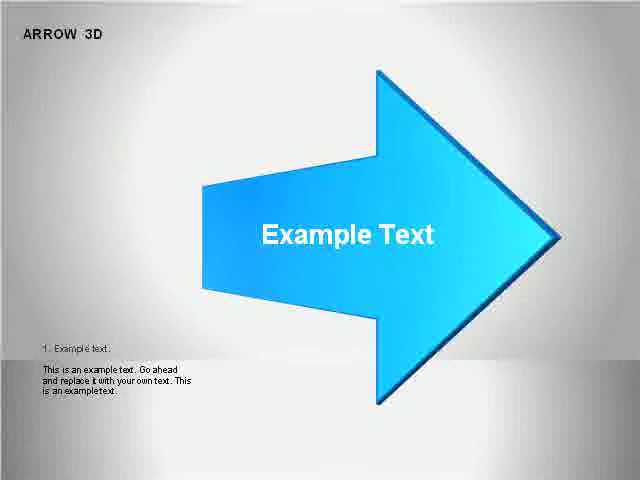 ARROW 3D
Example Text
1. Example text.
This is an example text. Go ahead
and replace it with your own text. This
is an example text.